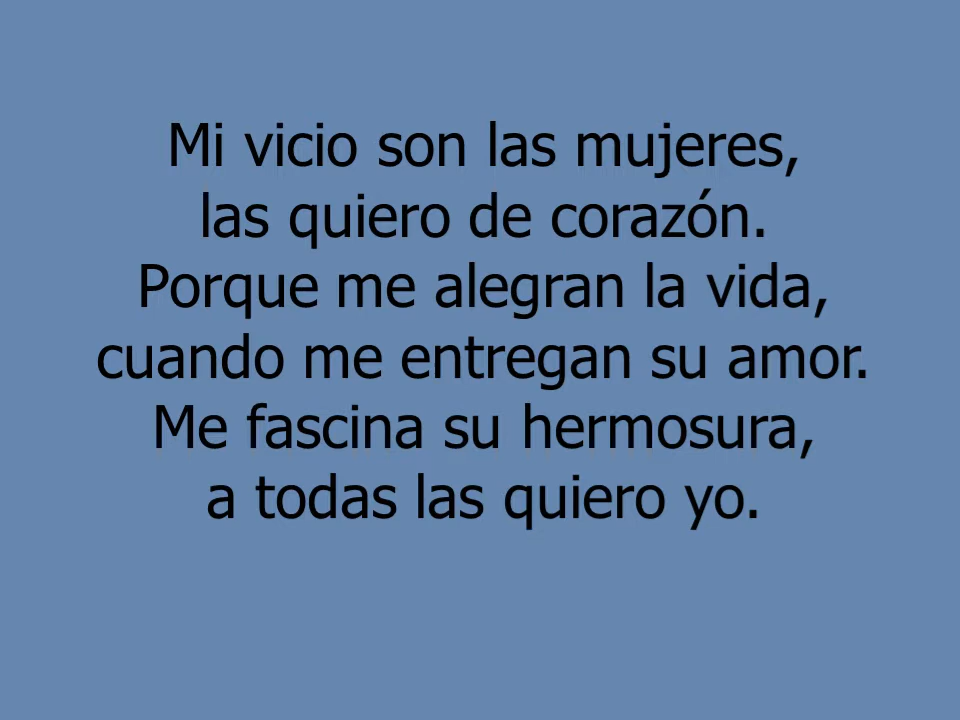 Mi vicio son las mujeres,
las quiero de corazón.
Porque me alegran la vida,
cuando me entregan su amor.
Me fascina su hermosura,
a todas las quiero yo.